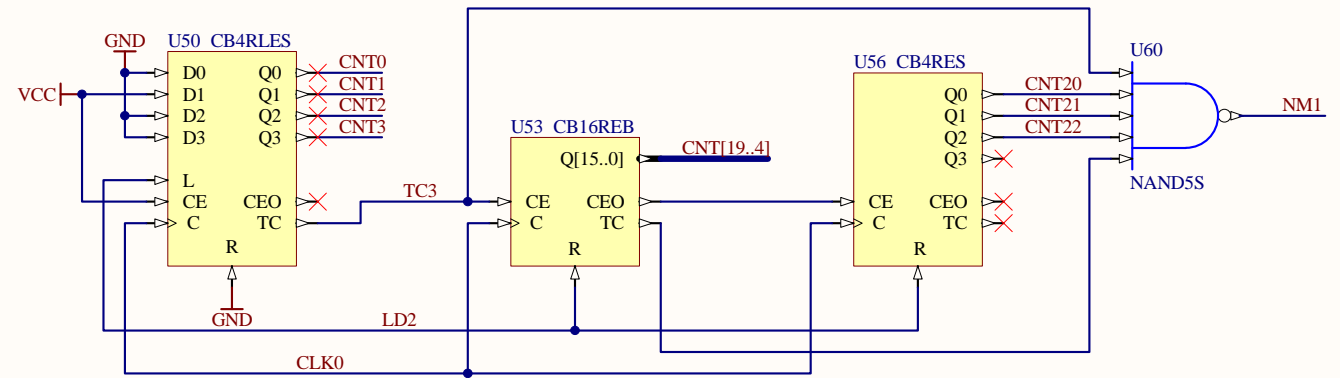 GND
U50 CB4RLES
VCC
D0
D1
D2
D3
L
CE
C
R
Q0
Q1
Q2
Q3
CEO
TC
CNT0
CNT1
CNT2
CNT3
GND
TC3
LD2
CLK0
U53 CB16REB
Q[15..0]
CNT[19..4]
CE
CEO
C
TC
R
U56 CB4RES
Q0
Q1
Q2
Q3
CE
CEO
C
TC
R
CNT20
CNT21
CNT22
U60
NAND5S
NM1